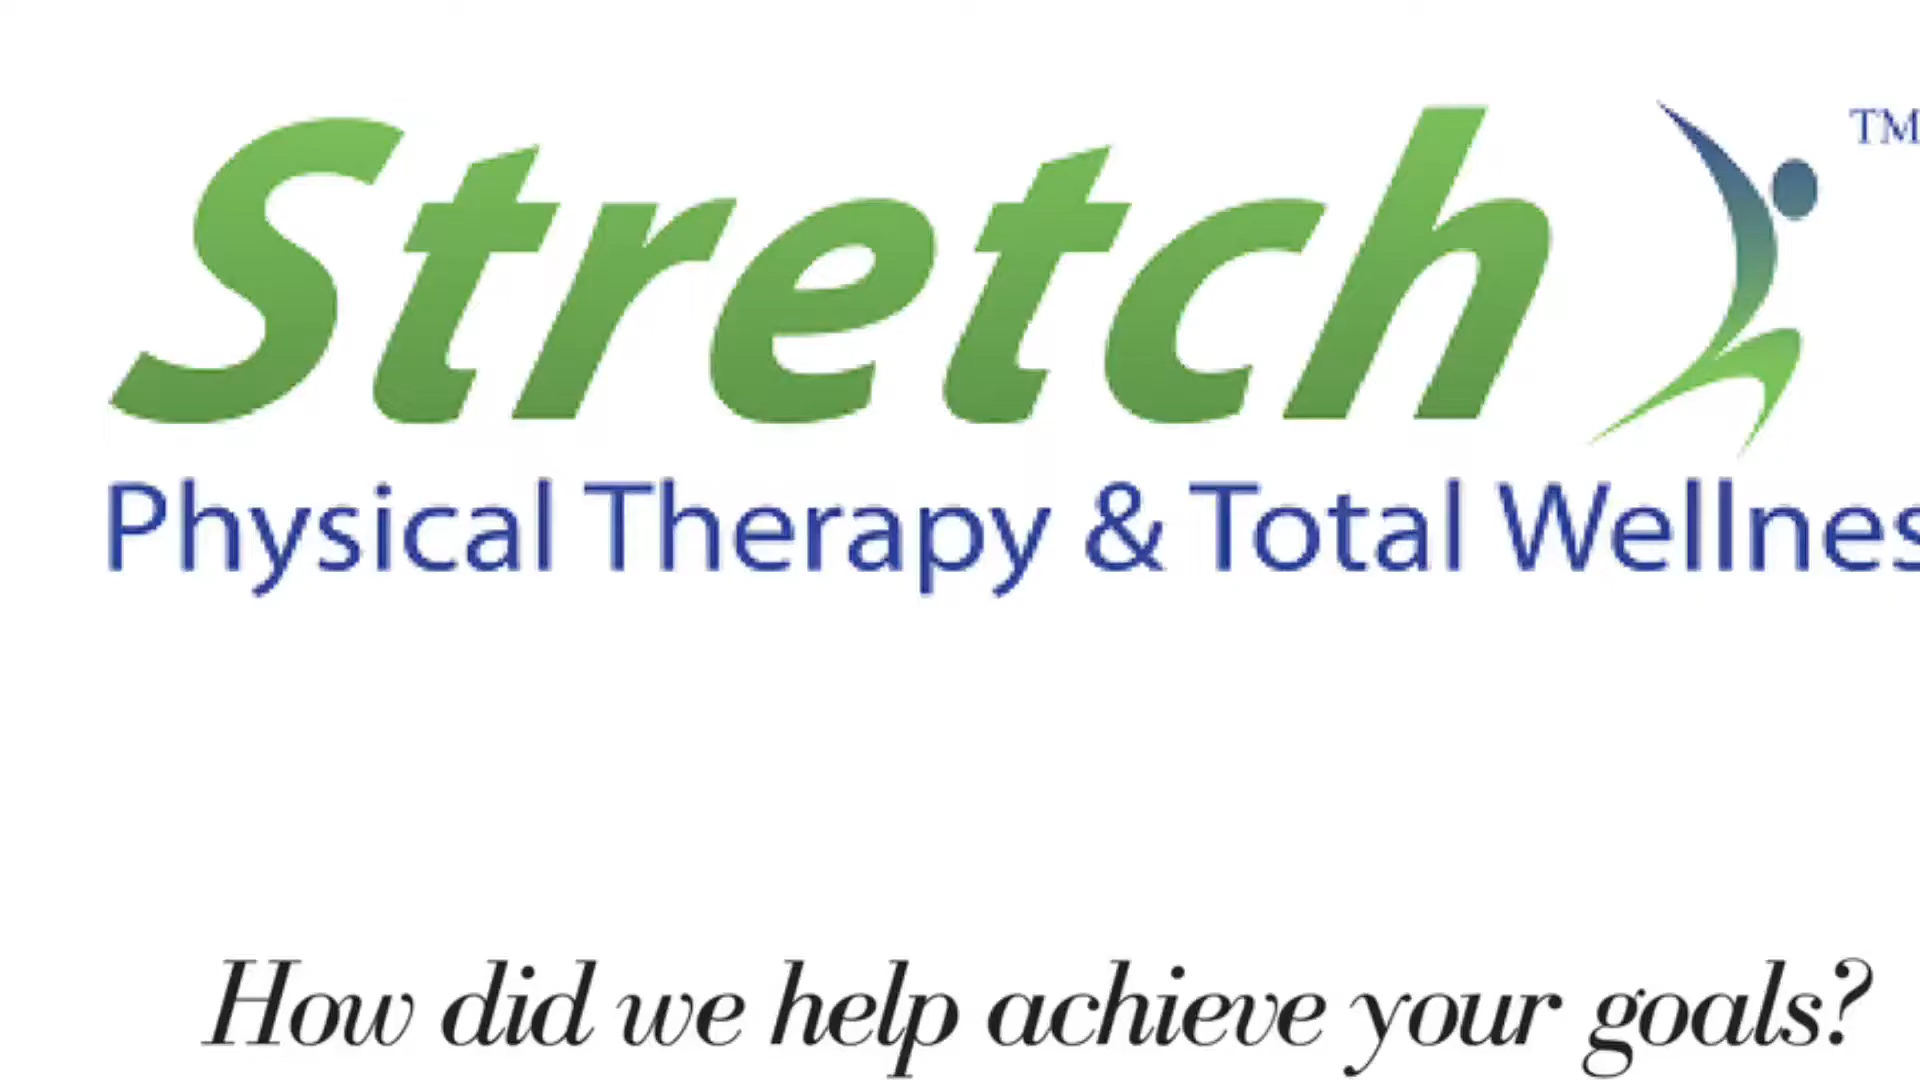 Stretch
TM
Physical Therapy & Total Wellnes
How did we help achieve your goals?